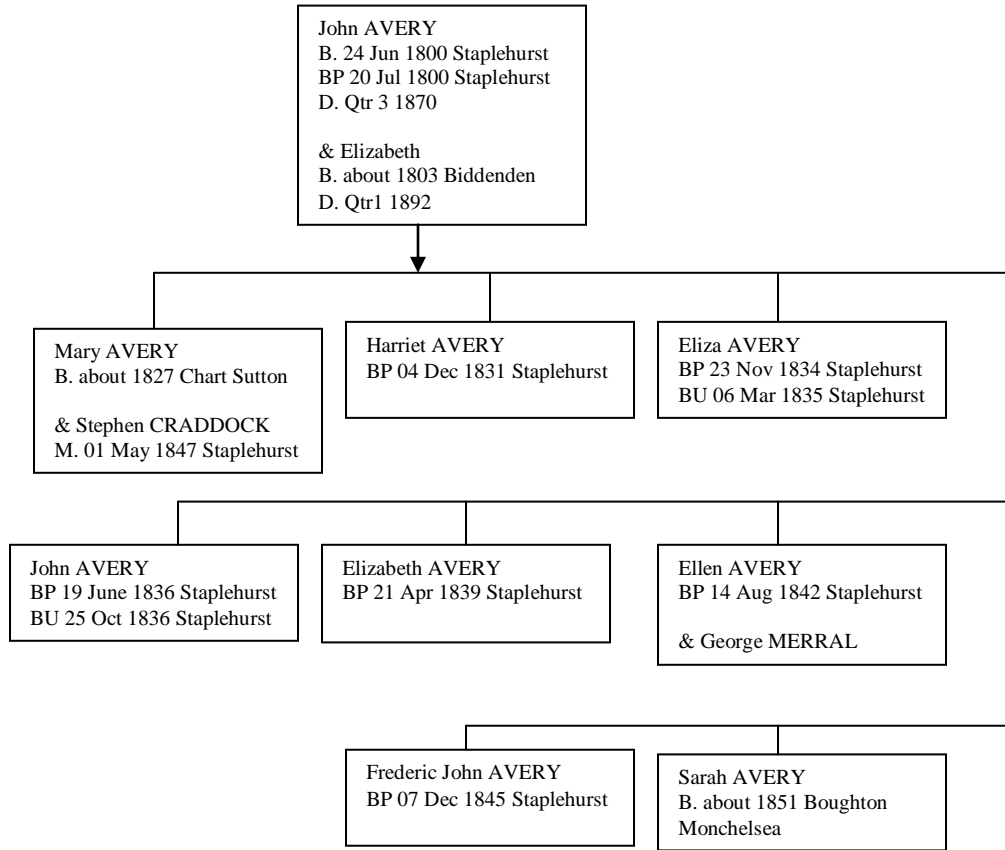 John AVERY
B. 24 Jun 1800 Staplehurst
BP 20 Jul 1800 Staplehurst
D. Qtr 3 1870
& Elizabeth
B. about 1803 Biddenden
D. Qtr1 1892
Mary AVERY
B. about 1827 Chart Sutton
& Stephen CRADDOCK
M. 01 May 1847 Staplehurst
Harriet AVERY
BP 04 Dec 1831 Staplehurst
Eliza AVERY
BP 23 Nov 1834 Staplehurst
BU 06 Mar 1835 Staplehurst
John AVERY
BP 19 June 1836 Staplehurst
BU 25 Oct 1836 Staplehurst
Elizabeth AVERY
BP 21 Apr 1839 Staplehurst
Ellen AVERY
BP 14 Aug 1842 Staplehurst
& George MERRAL
Frederic John AVERY
BP 07 Dec 1845 Staplehurst
Sarah AVERY
B. about 1851 Boughton
Monchelsea